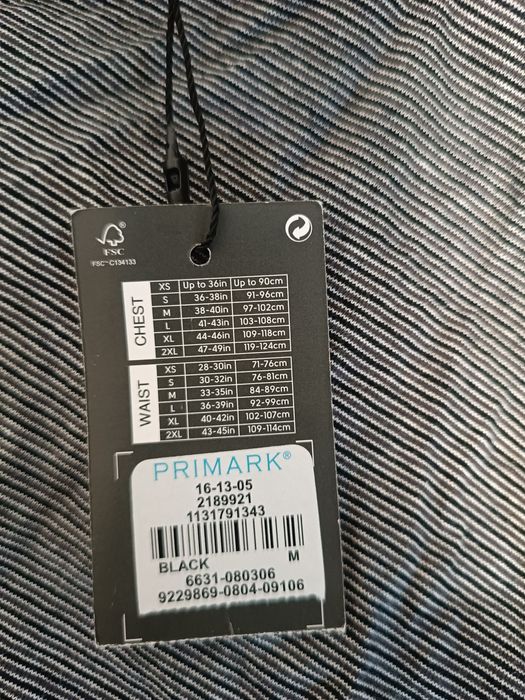 FSC
FSC™ C134133
CHEST
XS Up to 36in Up to 90cm
S 36-38in 91-96cm
M 38-40in 97-102cm
L 41-43in 103-108cm
XL 44-46in 109-118cm
2XL 47-49in 119-124cm
WAIST
XS 28-30in 71-76cm
S 30-32in 76-81cm
M 33-35in 84-89cm
L 36-39in 92-99cm
XL 40-42in 102-107cm
2XL 43-45in 109-114cm
PRIMARK®
16-13-05
2189921
1131791343
BLACK M
6631-080306
9229869-0804-09106